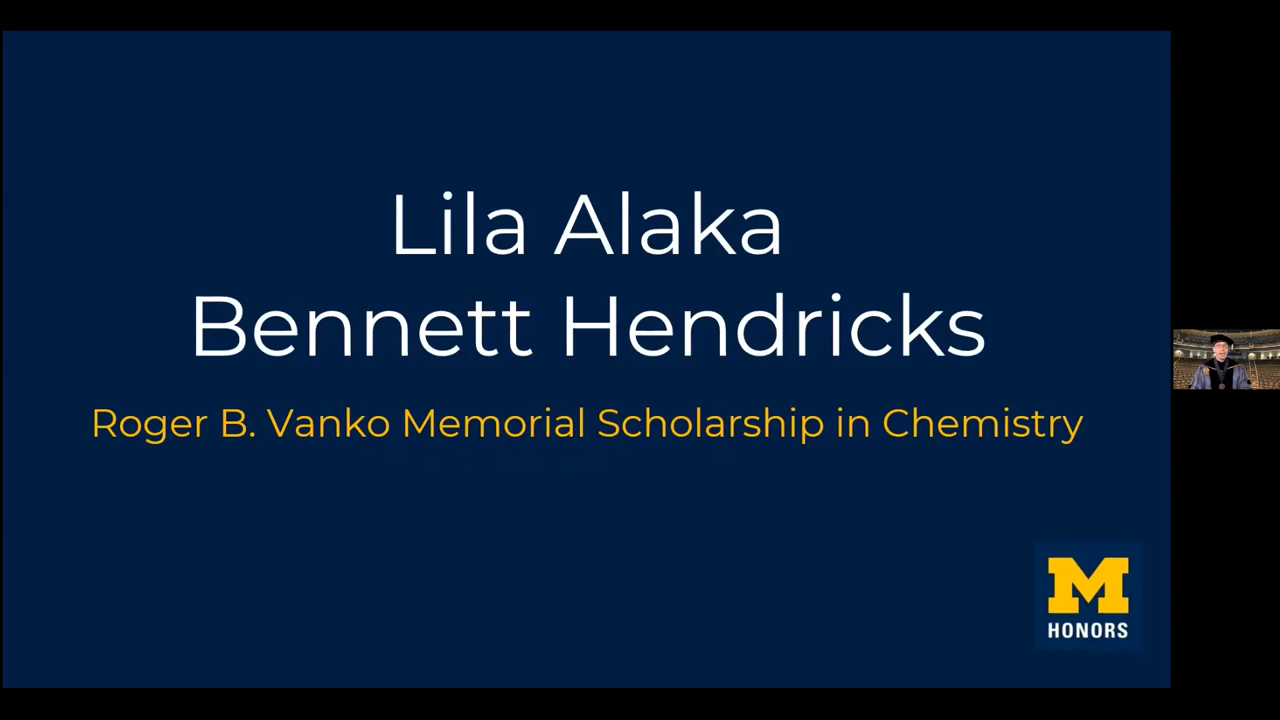 Lila Alaka
Bennett Hendricks
Roger B. Vanko Memorial Scholarship in Chemistry
M
HONORS